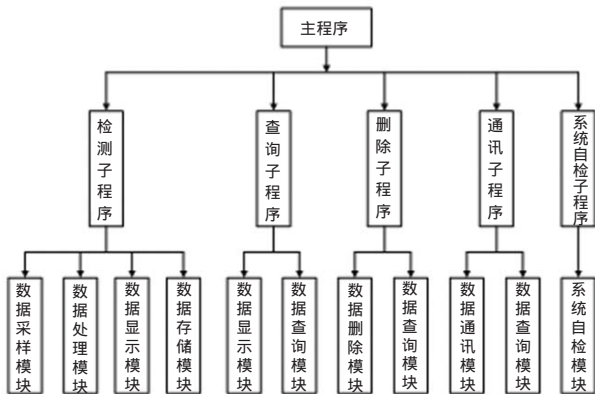 主程序
检测子程序
查询子程序
删除子程序
通讯子程序
系统自检子程序
数据采样模块
数据处理模块
数据显示模块
数据存储模块
数据显示模块
数据查询模块
数据删除模块
数据查询模块
数据通讯模块
数据查询模块
系统自检模块